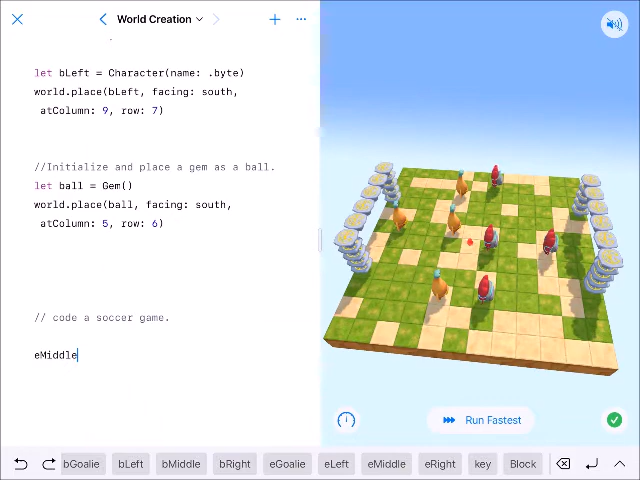 World Creation
let bLeft = Character(name: .byte)
world.place(bLeft, facing: south,
atColumn: 9, row: 7)
//Initialize and place a gem as a ball.
let ball = Gem()
world.place(ball, facing: south,
atColumn: 5, row: 6)
// code a soccer game.
eMiddle
Run Fastest
bGoalie bLeft bMiddle bRight eGoalie eLeft eMiddle eRight key Block